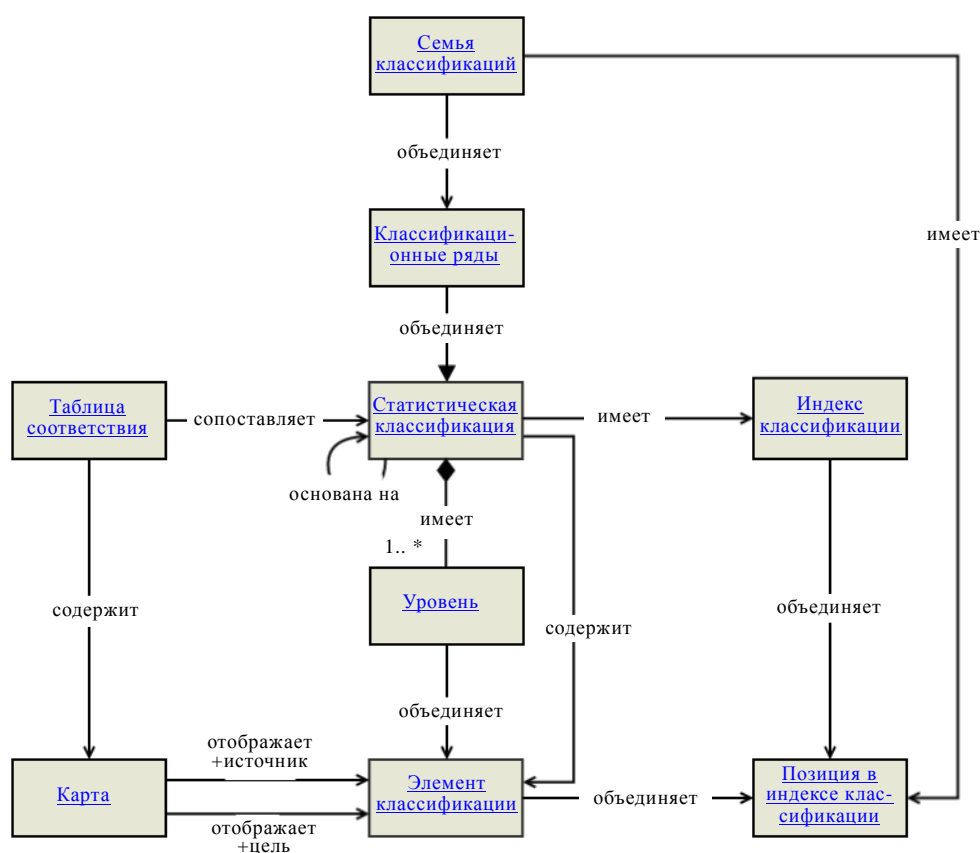 Семья
классификаций
объединяет
Классификаци-
онные ряды
имеет
объединяет
Таблица
соответствия
сопоставляет
Статистическая
классификация
имеет
Индекс
классификации
основана на
имеет
1.. *
Уровень
содержит
объединяет
содержит
объединяет
отображает
+источник
Карта
Элемент
классификации
объединяет
Позиция в
индексе клас-
сификации
отображает
+цель